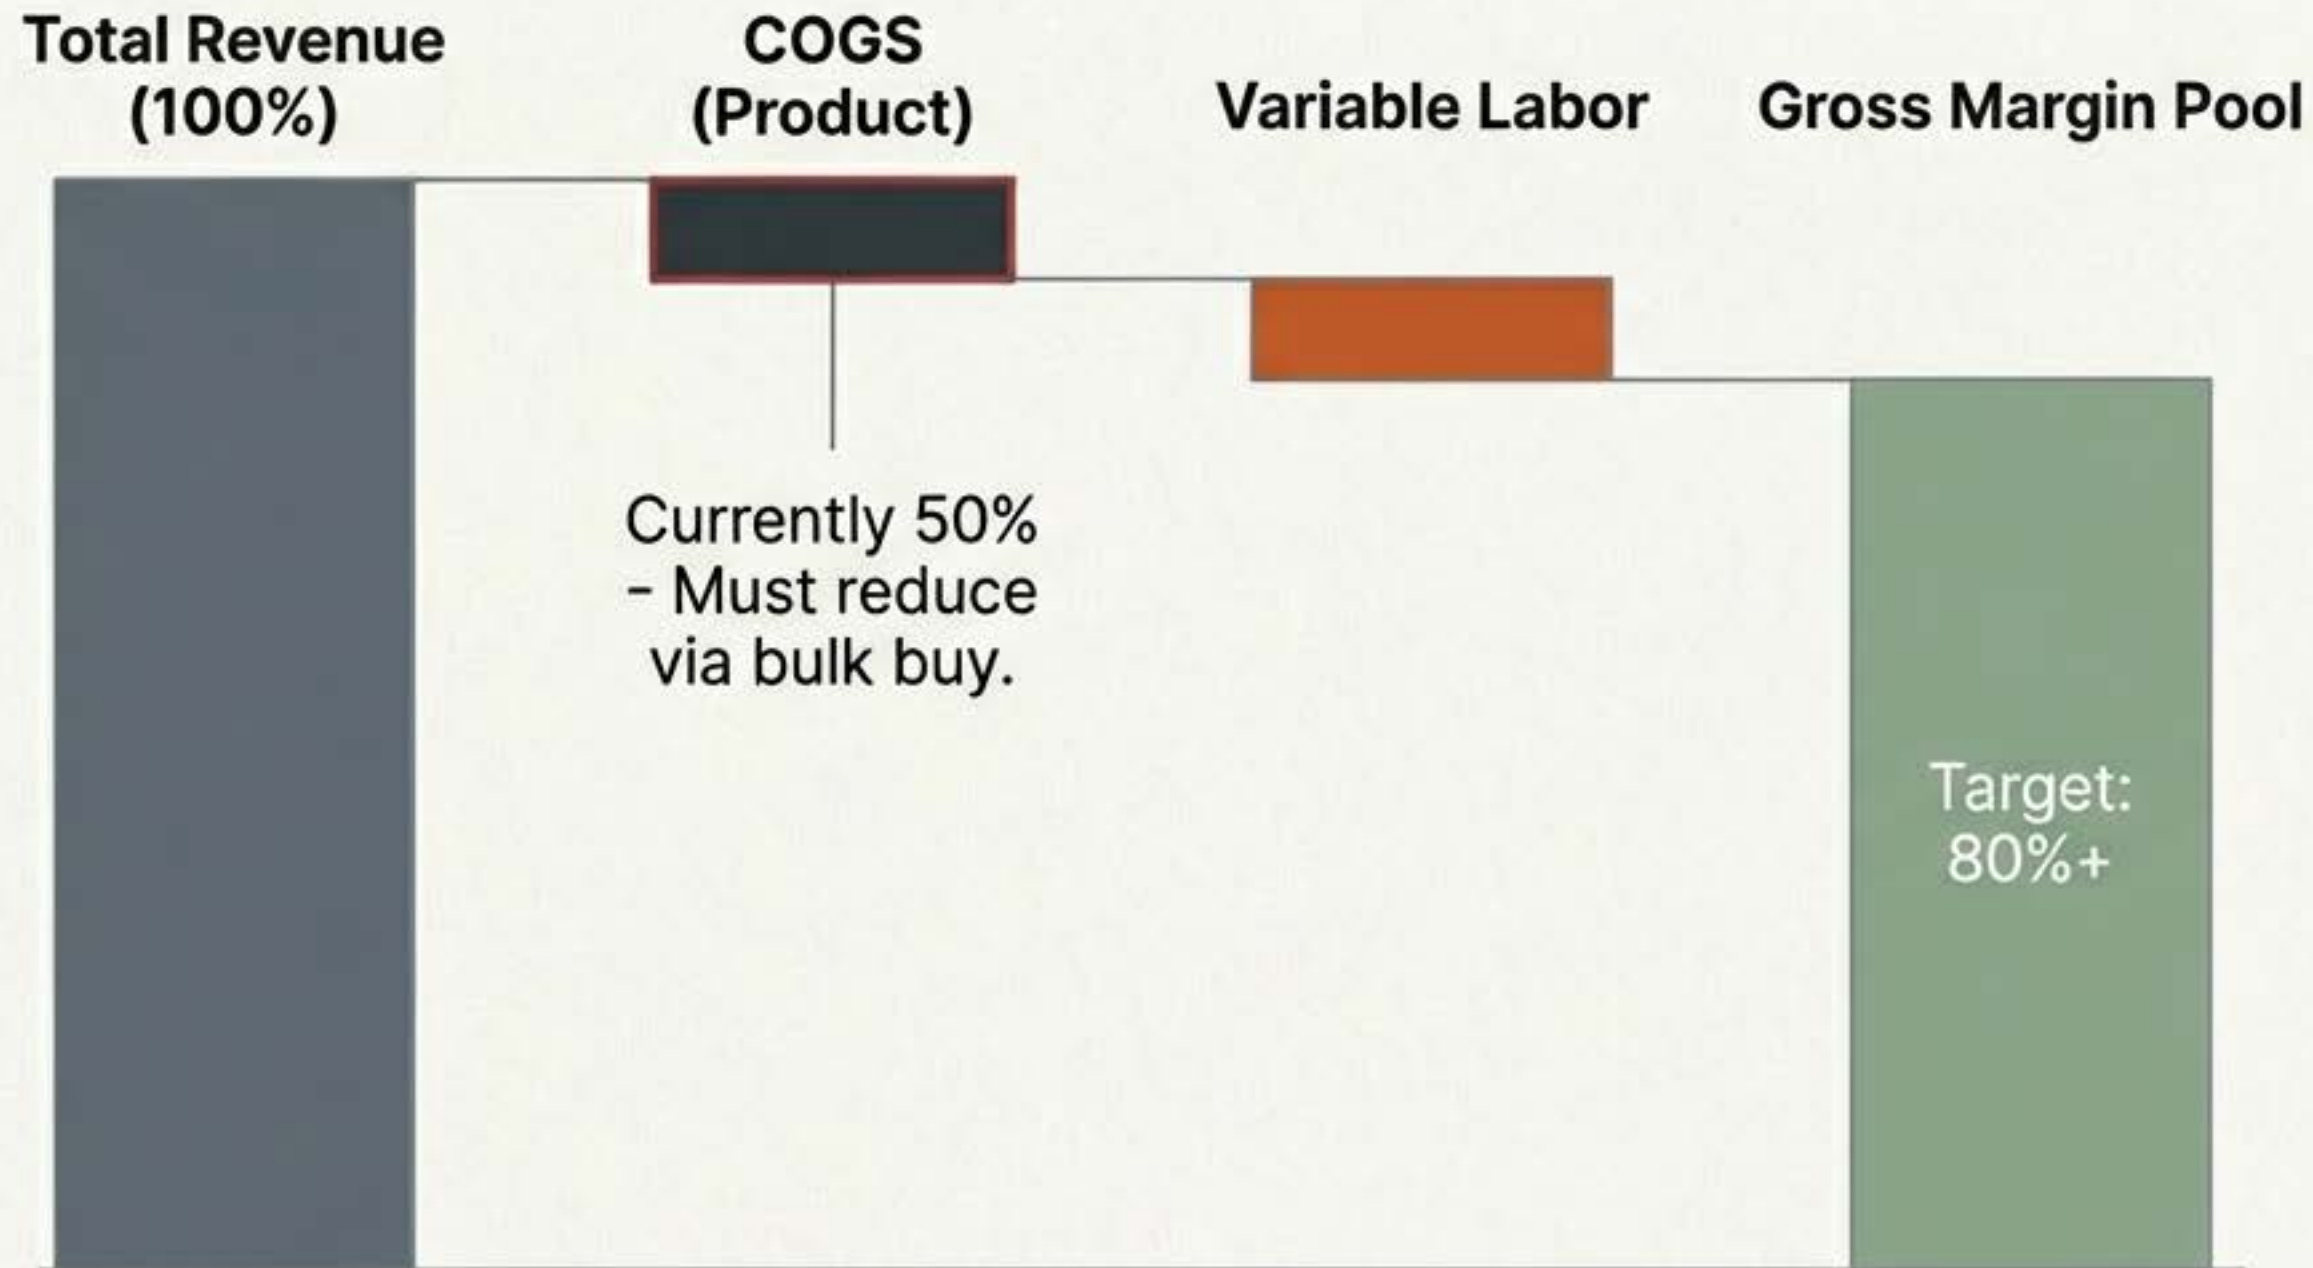 Total Revenue
(100%)
COGS
(Product)
Variable Labor
Gross Margin Pool
Currently 50%
- Must reduce
via bulk buy.
Target:
80%+